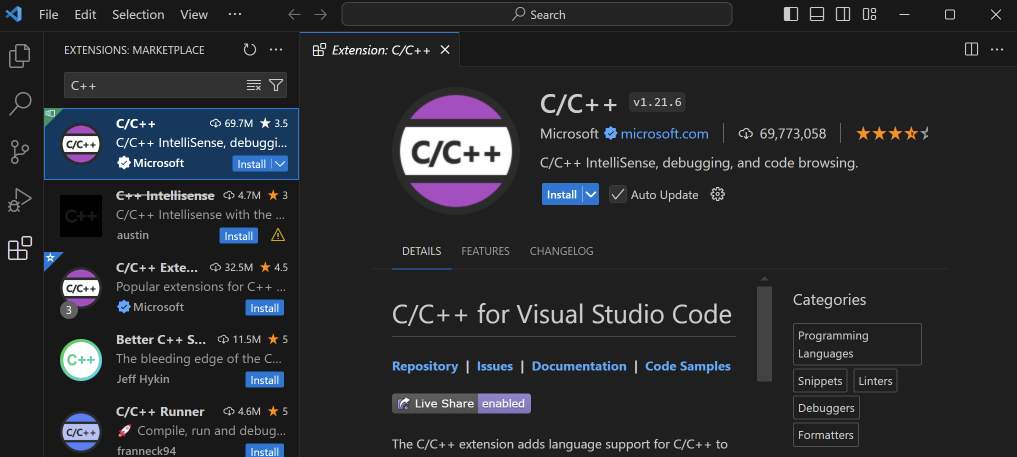 File Edit Selection View ··· Search
EXTENSIONS: MARKETPLACE ···
Extension: C/C++
C++
C/C++ 69.7M 3.5
C/C++ IntelliSense, debuggi...
Microsoft Install
C++ Intellisense 4.7M 3
C/C++ Intellisense with the ...
austin Install
C/C++ Exte... 32.5M 4.5
Popular extensions for C++ ...
3 Microsoft Install
Better C++ S... 11.5M 5
The bleeding edge of the C...
Jeff Hykin Install
C/C++ Runner 4.6M 5
🚀 Compile, run and debug...
franneck94 Install
C/C++
C++
C/C++
C++
C/C++
C/C++
C/C++ v1.21.6
Microsoft microsoft.com 69,773,058
C/C++ IntelliSense, debugging, and code browsing.
Install Auto Update
DETAILS FEATURES CHANGELOG
C/C++ for Visual Studio Code
Repository | Issues | Documentation | Code Samples
Live Share enabled
The C/C++ extension adds language support for C/C++ to
Categories
Programming
Languages
Snippets Linters
Debuggers
Formatters